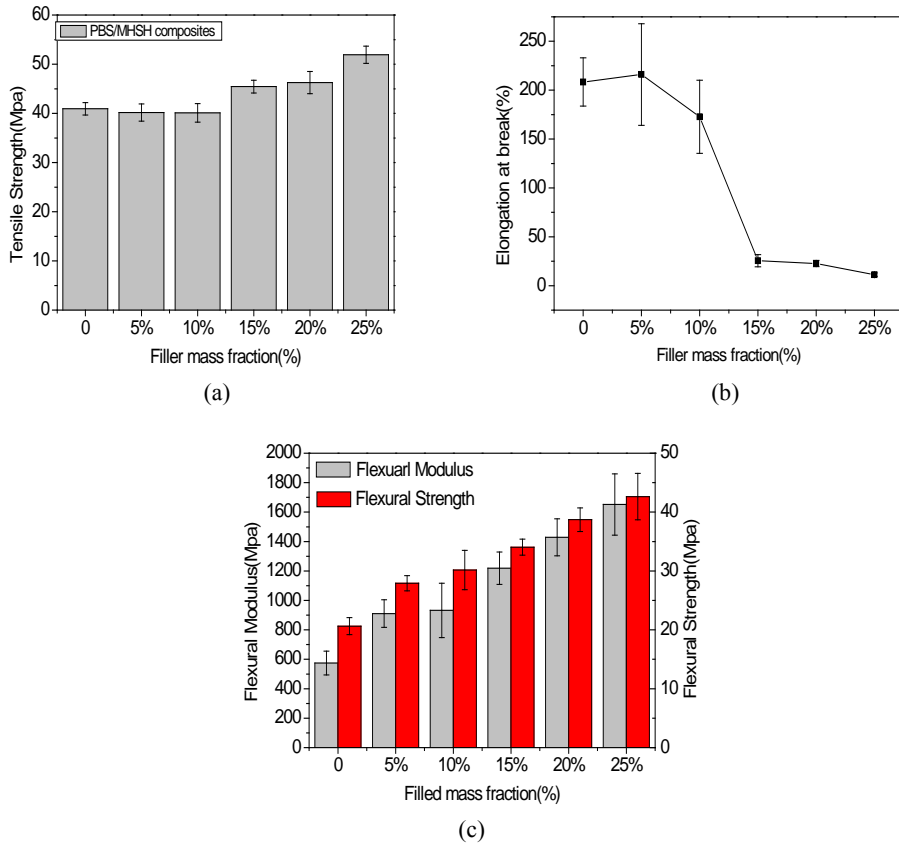 60
50
40
30
20
10
0
Tensile Strength(Mpa)
PBS/MHSH composites
0 5% 10% 15% 20% 25%
Filler mass fraction(%)
(a)
250
200
150
100
50
0
Elongation at break(%)
0 5% 10% 15% 20% 25%
Filler mass fraction(%)
(b)
2000
1800
1600
1400
1200
1000
800
600
400
200
0
Flexural Modulus(Mpa)
Flexuarl Modulus
Flexural Strength
50
40
30
20
10
0
Flexural Strength(Mpa)
0 5% 10% 15% 20% 25%
Filled mass fraction(%)
(c)